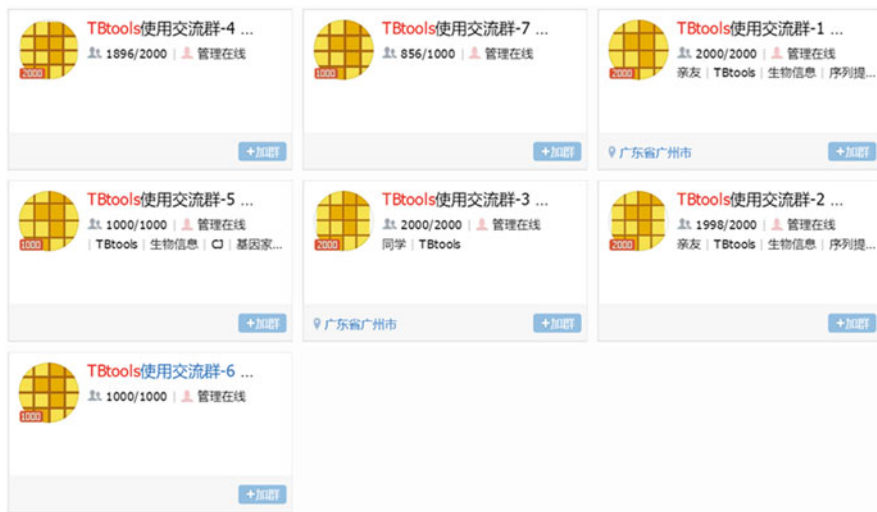 TBtools使用交流群-4 ...
1896/2000 | 管理在线
2000
+加群
TBtools使用交流群-7 ...
856/1000 | 管理在线
1000
+加群
TBtools使用交流群-1 ...
2000/2000 | 管理在线
亲友 | TBtools | 生物信息 | 序列提...
2000
广东省广州市
+加群
TBtools使用交流群-5 ...
1000/1000 | 管理在线
| TBtools | 生物信息 | CJ | 基因家...
1000
+加群
TBtools使用交流群-3 ...
2000/2000 | 管理在线
同学 | TBtools
2000
广东省广州市
+加群
TBtools使用交流群-2 ...
1998/2000 | 管理在线
亲友 | TBtools | 生物信息 | 序列提...
2000
+加群
TBtools使用交流群-6 ...
1000/1000 | 管理在线
1000
+加群